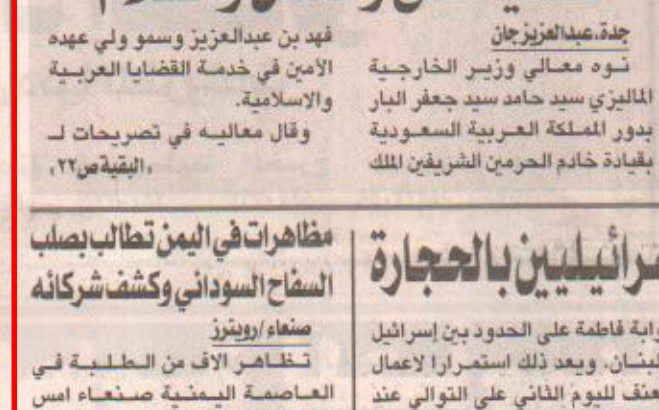 جدة، عبدالعزيز جان
نوه معالي وزير الخارجية
الماليزي سيد حامد سيد جعفر البار
بدور المملكة العربية السعودية
بقيادة خادم الحرمين الشريفين الملك
فهد بن عبدالعزيز وسمو ولي عهده
الأمين في خدمة القضايا العربية
والاسلامية.
وقال معاليه في تصريحات لـ
«البقية ص٢٢»
بالحجارة
فاطمة على الحدود بين إسرائيل
ويعد ذلك استمرارا لاعمال
لليوم الثاني على التوالي عند
مظاهرات في اليمن تطالب بصلب
السفاح السوداني وكشف شركائه
صنعاء / رويترز
تظاهر الاف من الطلبة في
العاصمة اليمنية صنعاء امس